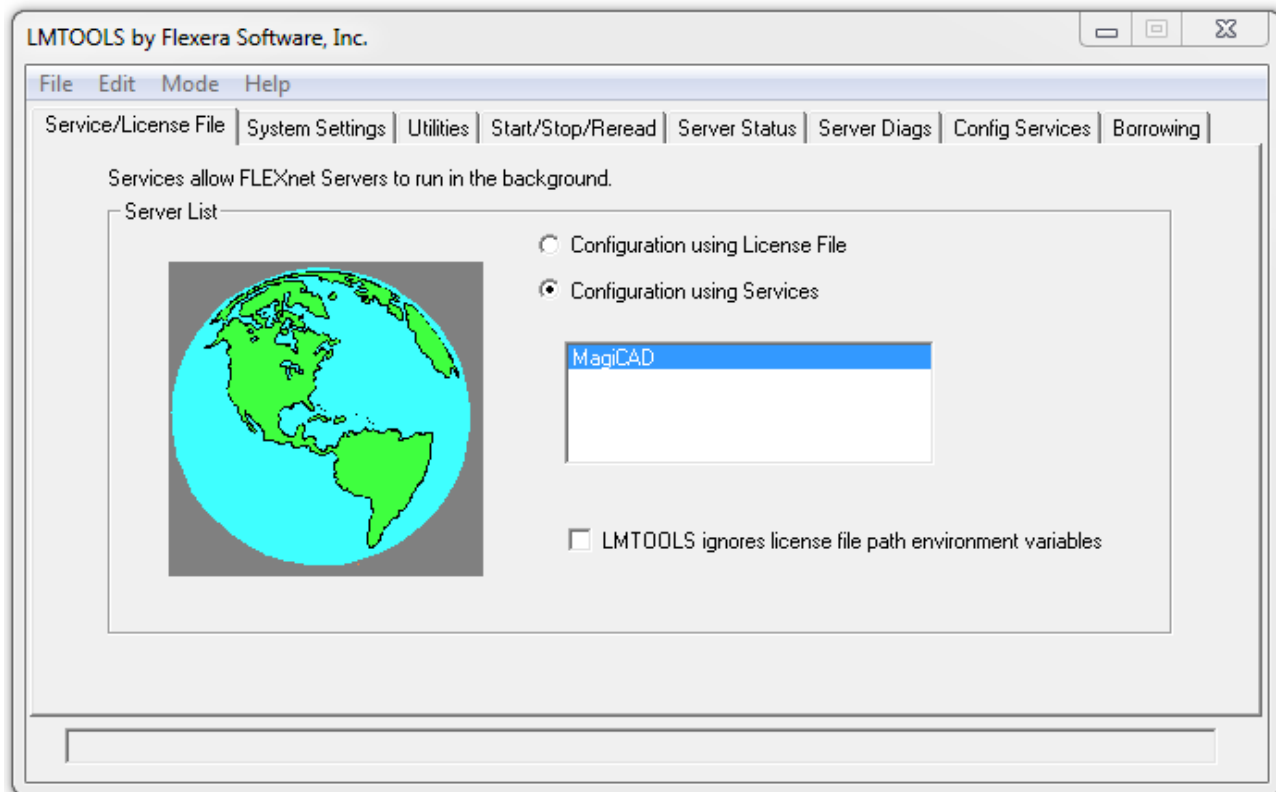 LMTOOLS by Flexera Software, Inc.
File Edit Mode Help
Service/License File System Settings Utilities Start/Stop/Reread Server Status Server Diags Config Services Borrowing
Services allow FLEXnet Servers to run in the background.
Server List
Configuration using License File
Configuration using Services
MagiCAD
LMTOOLS ignores license file path environment variables